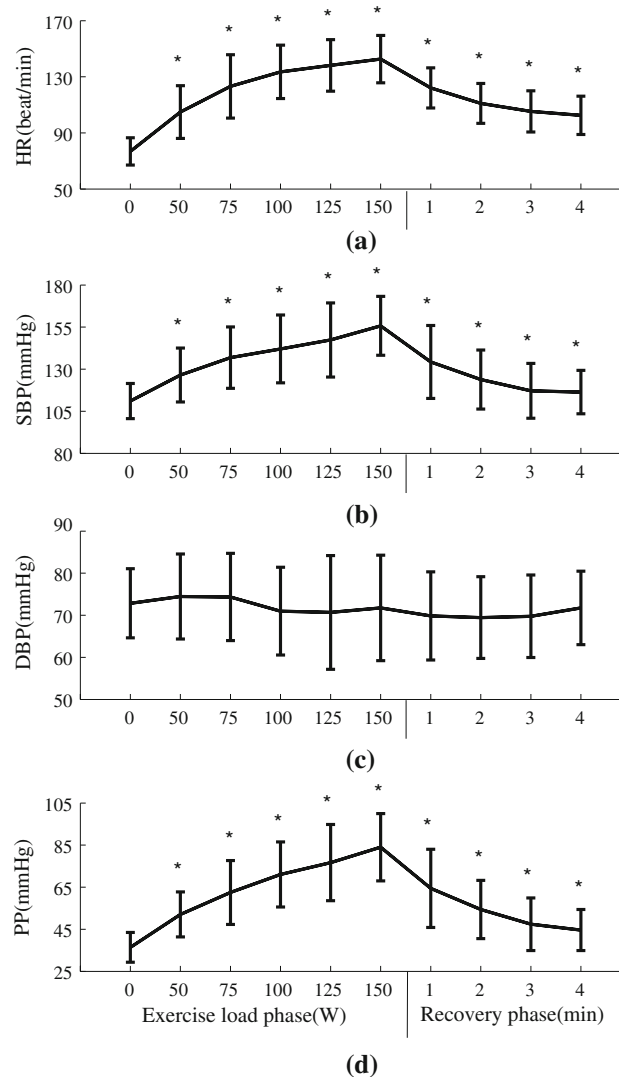 170
* * * * * * * * *
130
90
50
HR(beat/min)
0 50 75 100 125 150 1 2 3 4
(a)
180
* * * * * * * * *
155
130
105
80
SBP(mmHg)
0 50 75 100 125 150 1 2 3 4
(b)
90
80
70
60
50
DBP(mmHg)
0 50 75 100 125 150 1 2 3 4
(c)
105
* * * * * * * * *
85
65
45
25
PP(mmHg)
0 50 75 100 125 150 1 2 3 4
Exercise load phase(W) Recovery phase(min)
(d)